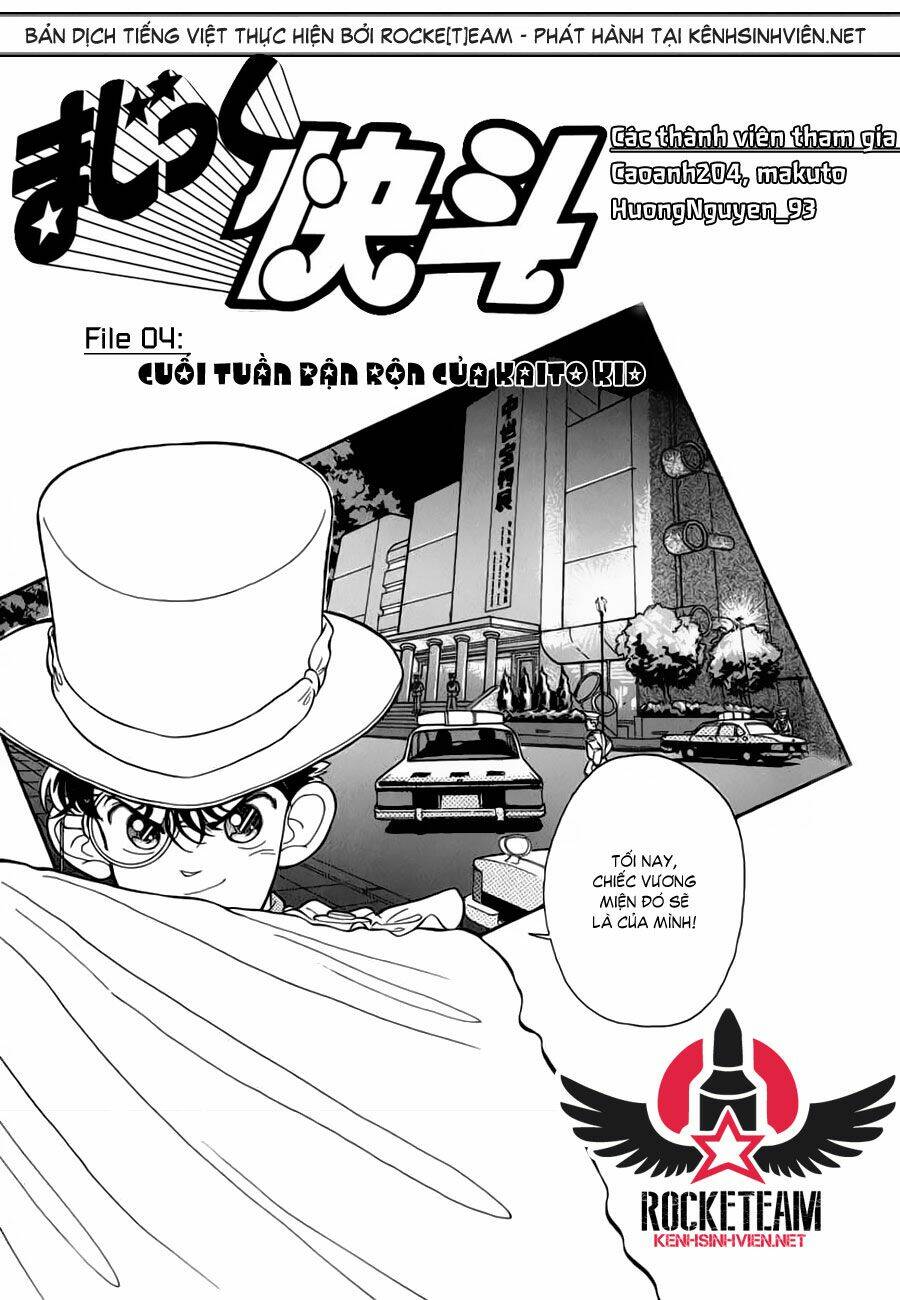 BẢN DỊCH TIẾNG VIỆT THỰC HIỆN BỞI ROCKE[T]EAM - PHÁT HÀNH TẠI KÊNHSINHVIÊN.NET
まじっく
快斗
Các thành viên tham gia
Caoanh204, makuto
HuongNguyen_93
File 04:
CUỐI TUẦN BẬN RỘN CỦA KAITO KID
TỐI NAY,
CHIẾC VƯƠNG
MIỆN ĐÓ SẼ
LÀ CỦA MÌNH!
ROCKETEAM
KENHSINHVIEN.NET